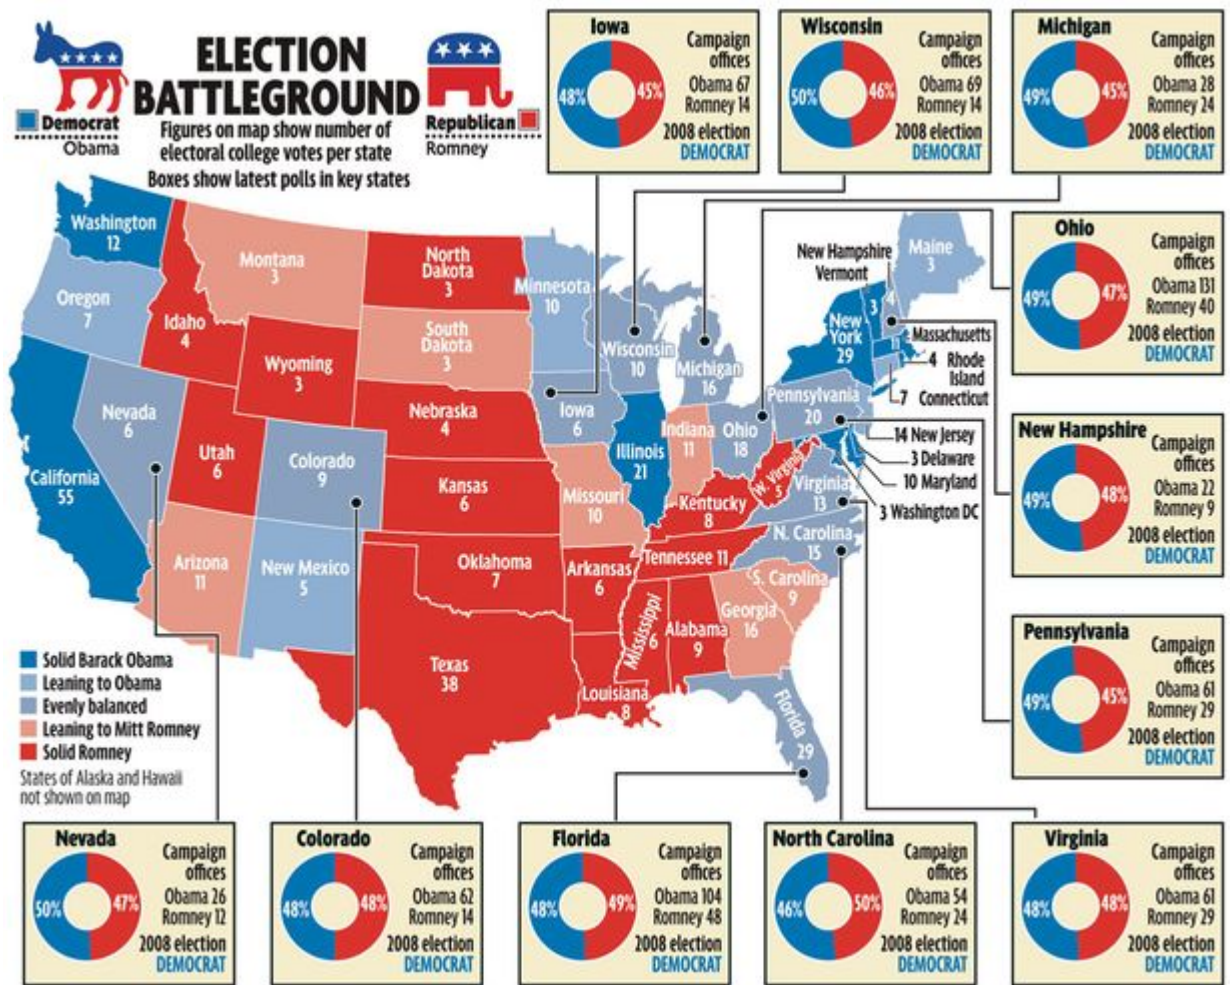 ELECTION
BATTLEGROUND
Democrat
Obama
Republican
Romney
Figures on map show number of
electoral college votes per state
Boxes show latest polls in key states
Iowa
48%
45%
Campaign
offices
Obama 67
Romney 14
2008 election
DEMOCRAT
Wisconsin
50%
46%
Campaign
offices
Obama 69
Romney 14
2008 election
DEMOCRAT
Michigan
49%
45%
Campaign
offices
Obama 28
Romney 24
2008 election
DEMOCRAT
Ohio
49%
47%
Campaign
offices
Obama 131
Romney 40
2008 election
DEMOCRAT
New Hampshire
49%
48%
Campaign
offices
Obama 22
Romney 9
2008 election
DEMOCRAT
Pennsylvania
49%
45%
Campaign
offices
Obama 61
Romney 29
2008 election
DEMOCRAT
Washington
12
Oregon
7
California
55
Nevada
6
Idaho
4
Montana
3
Wyoming
3
Utah
6
Colorado
9
Arizona
11
New Mexico
5
North
Dakota
3
South
Dakota
3
Nebraska
4
Kansas
6
Oklahoma
7
Texas
38
Minnesota
10
Iowa
6
Missouri
10
Arkansas
6
Louisiana
8
Wisconsin
10
Illinois
21
Michigan
16
Indiana
11
Ohio
18
Kentucky
8
Tennessee 11
Mississippi
6
Alabama
9
Georgia
16
Florida 29
S. Carolina
9
N. Carolina
15
Virginia
13
W. Virginia
5
Pennsylvania
20
New
York
29
New Hampshire
4
Vermont
3
Maine
3
Massachusetts
11
4 Rhode
Island
7 Connecticut
14 New Jersey
3 Delaware
10 Maryland
3 Washington DC
Solid Barack Obama
Leaning to Obama
Evenly balanced
Leaning to Mitt Romney
Solid Romney
States of Alaska and Hawaii
not shown on map
Nevada
50%
47%
Campaign
offices
Obama 26
Romney 12
2008 election
DEMOCRAT
Colorado
48%
48%
Campaign
offices
Obama 62
Romney 14
2008 election
DEMOCRAT
Florida
48%
49%
Campaign
offices
Obama 104
Romney 48
2008 election
DEMOCRAT
North Carolina
46%
50%
Campaign
offices
Obama 54
Romney 24
2008 election
DEMOCRAT
Virginia
48%
48%
Campaign
offices
Obama 61
Romney 29
2008 election
DEMOCRAT